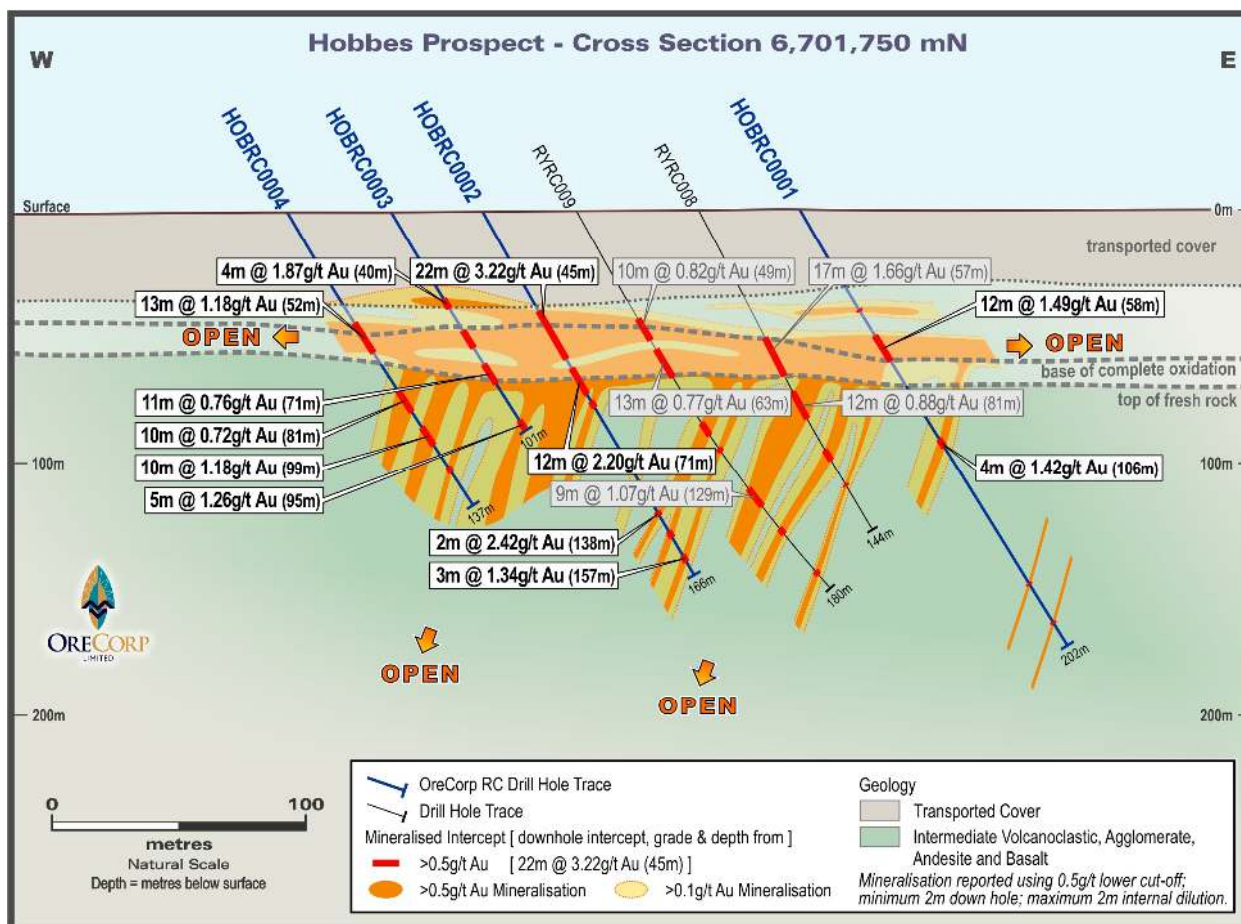 Hobbes Prospect - Cross Section 6,701,750 mN
W
E
HOBRC0004
HOBRC0003
HOBRC0002
RYRC009
RYRC008
HOBRC0001
Surface
0m
transported cover
4m @ 1.87g/t Au (40m)
22m @ 3.22g/t Au (45m)
10m @ 0.82g/t Au (49m)
17m @ 1.66g/t Au (57m)
13m @ 1.18g/t Au (52m)
12m @ 1.49g/t Au (58m)
OPEN
OPEN
base of complete oxidation
top of fresh rock
11m @ 0.76g/t Au (71m)
13m @ 0.77g/t Au (63m)
12m @ 0.88g/t Au (81m)
10m @ 0.72g/t Au (81m)
101m
100m
10m @ 1.18g/t Au (99m)
12m @ 2.20g/t Au (71m)
4m @ 1.42g/t Au (106m)
100m
5m @ 1.26g/t Au (95m)
9m @ 1.07g/t Au (129m)
137m
144m
2m @ 2.42g/t Au (138m)
3m @ 1.34g/t Au (157m)
166m
180m
202m
ORECORP
LIMITED
OPEN
OPEN
200m
200m
0
100
metres
Natural Scale
Depth = metres below surface
OreCorp RC Drill Hole Trace
Drill Hole Trace
Mineralised Intercept [ downhole intercept, grade & depth from ]
>0.5g/t Au [ 22m @ 3.22g/t Au (45m) ]
>0.5g/t Au Mineralisation
>0.1g/t Au Mineralisation
Geology
Transported Cover
Intermediate Volcanoclastic, Agglomerate,
Andesite and Basalt
Mineralisation reported using 0.5g/t lower cut-off;
minimum 2m down hole; maximum 2m internal dilution.